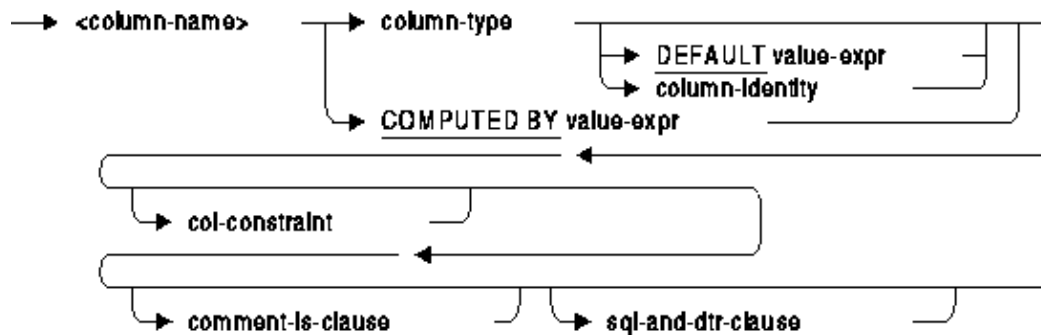 <column-name> column-type
DEFAULT value-expr
column-identity
COMPUTED BY value-expr
col-constraint
comment-is-clause sql-and-dtr-clause